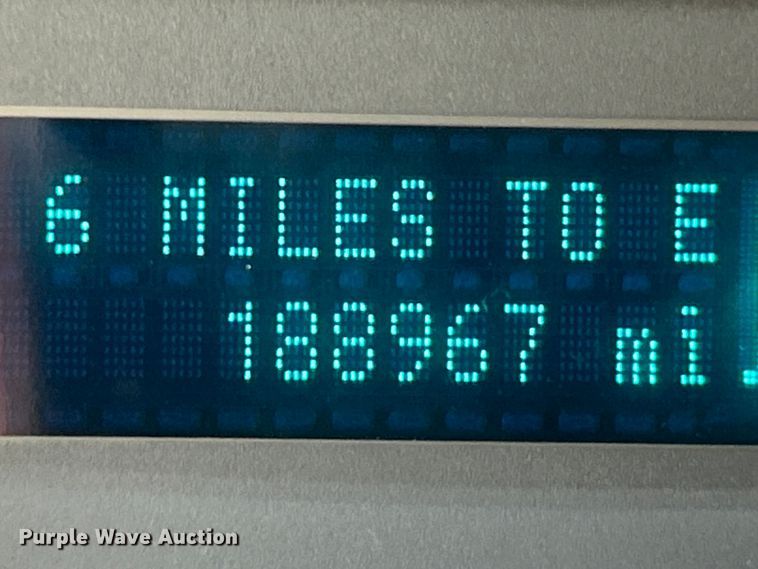 6 MILES TO E
188967 mi.
Purple Wave Auction